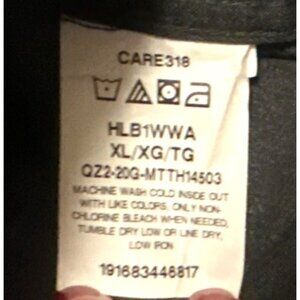 CARE318
HLB1WWA
XL/XG/TG
QZ2-20G-MTTH14503
MACHINE WASH COLD INSIDE OUT
WITH LIKE COLORS, ONLY NON-
CHLORINE BLEACH WHEN NEEDED,
TUMBLE DRY LOW OR LINE DRY,
LOW IRON
191683446817